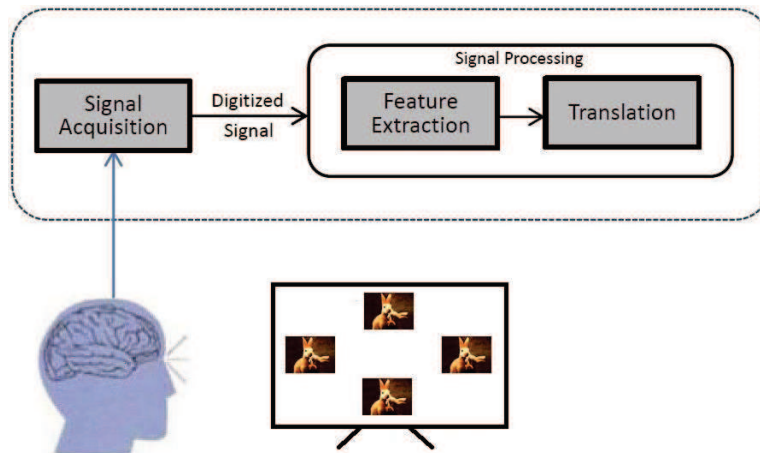 Signal Processing
Signal
Acquisition
Digitized
Signal
Feature
Extraction
Translation